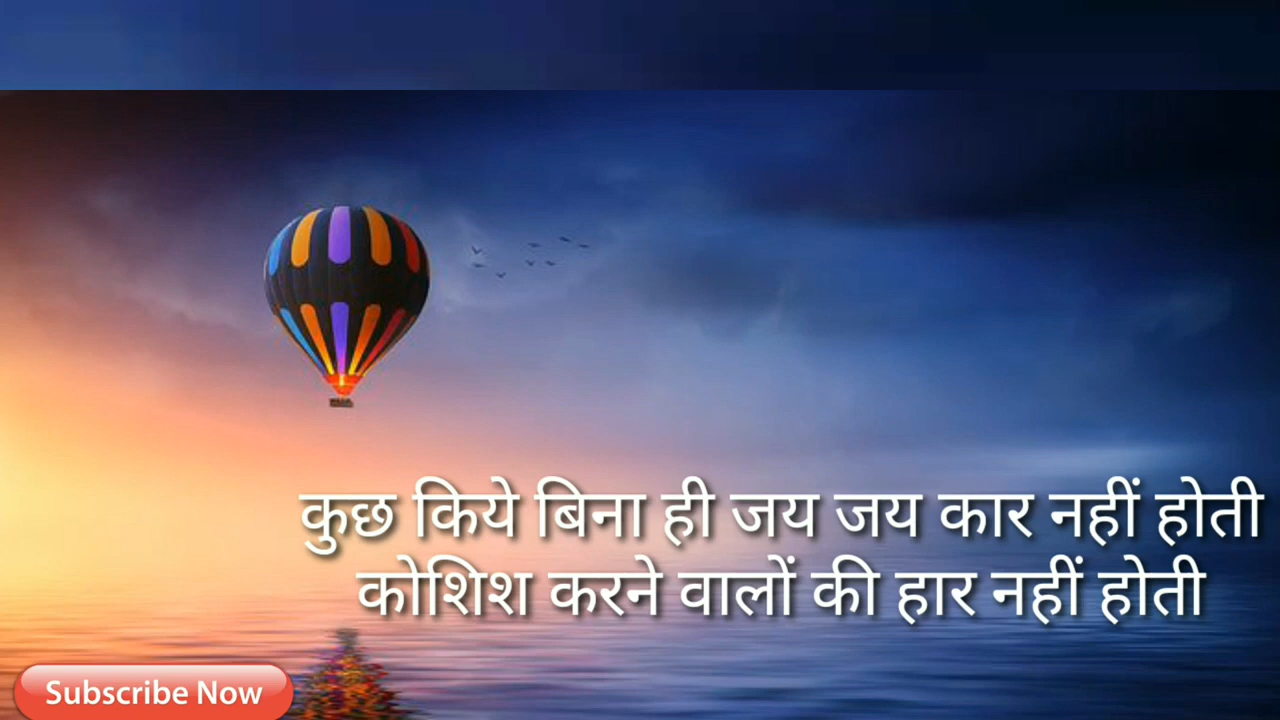 कुछ किये बिना ही जय जय कार नहीं होती
कोशिश करने वालों की हार नहीं होती
Subscribe Now